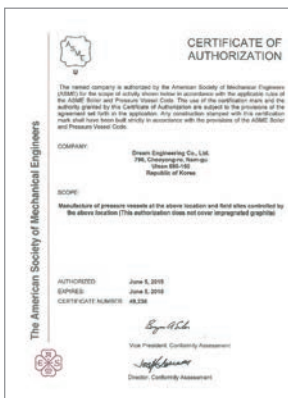 CERTIFICATE OF
AUTHORIZATION
ASME
U
The named company is authorized by the American Society of Mechanical Engineers
(ASME) for the scope of activity shown below in accordance with the applicable rules of
the ASME Boiler and Pressure Vessel Code. The use of the certification mark and the
authority granted by this Certificate of Authorization are subject to the provisions of the
agreement set forth in the application. Any construction stamped with this certification
mark shall have been built strictly in accordance with the provisions of the ASME Boiler
and Pressure Vessel Code.
COMPANY:
Dream Engineering Co., Ltd.
Nam-gu
Ulsan
Republic of Korea
SCOPE:
Manufacture of pressure vessels at the above location and field sites controlled by
the above location (This authorization does not cover impregnated graphite)
AUTHORIZED: June 5, 2015
EXPIRES: June 5, 2018
CERTIFICATE NUMBER:
Vice President, Conformity Assessment
Director, Conformity Assessment
The American Society of Mechanical Engineers